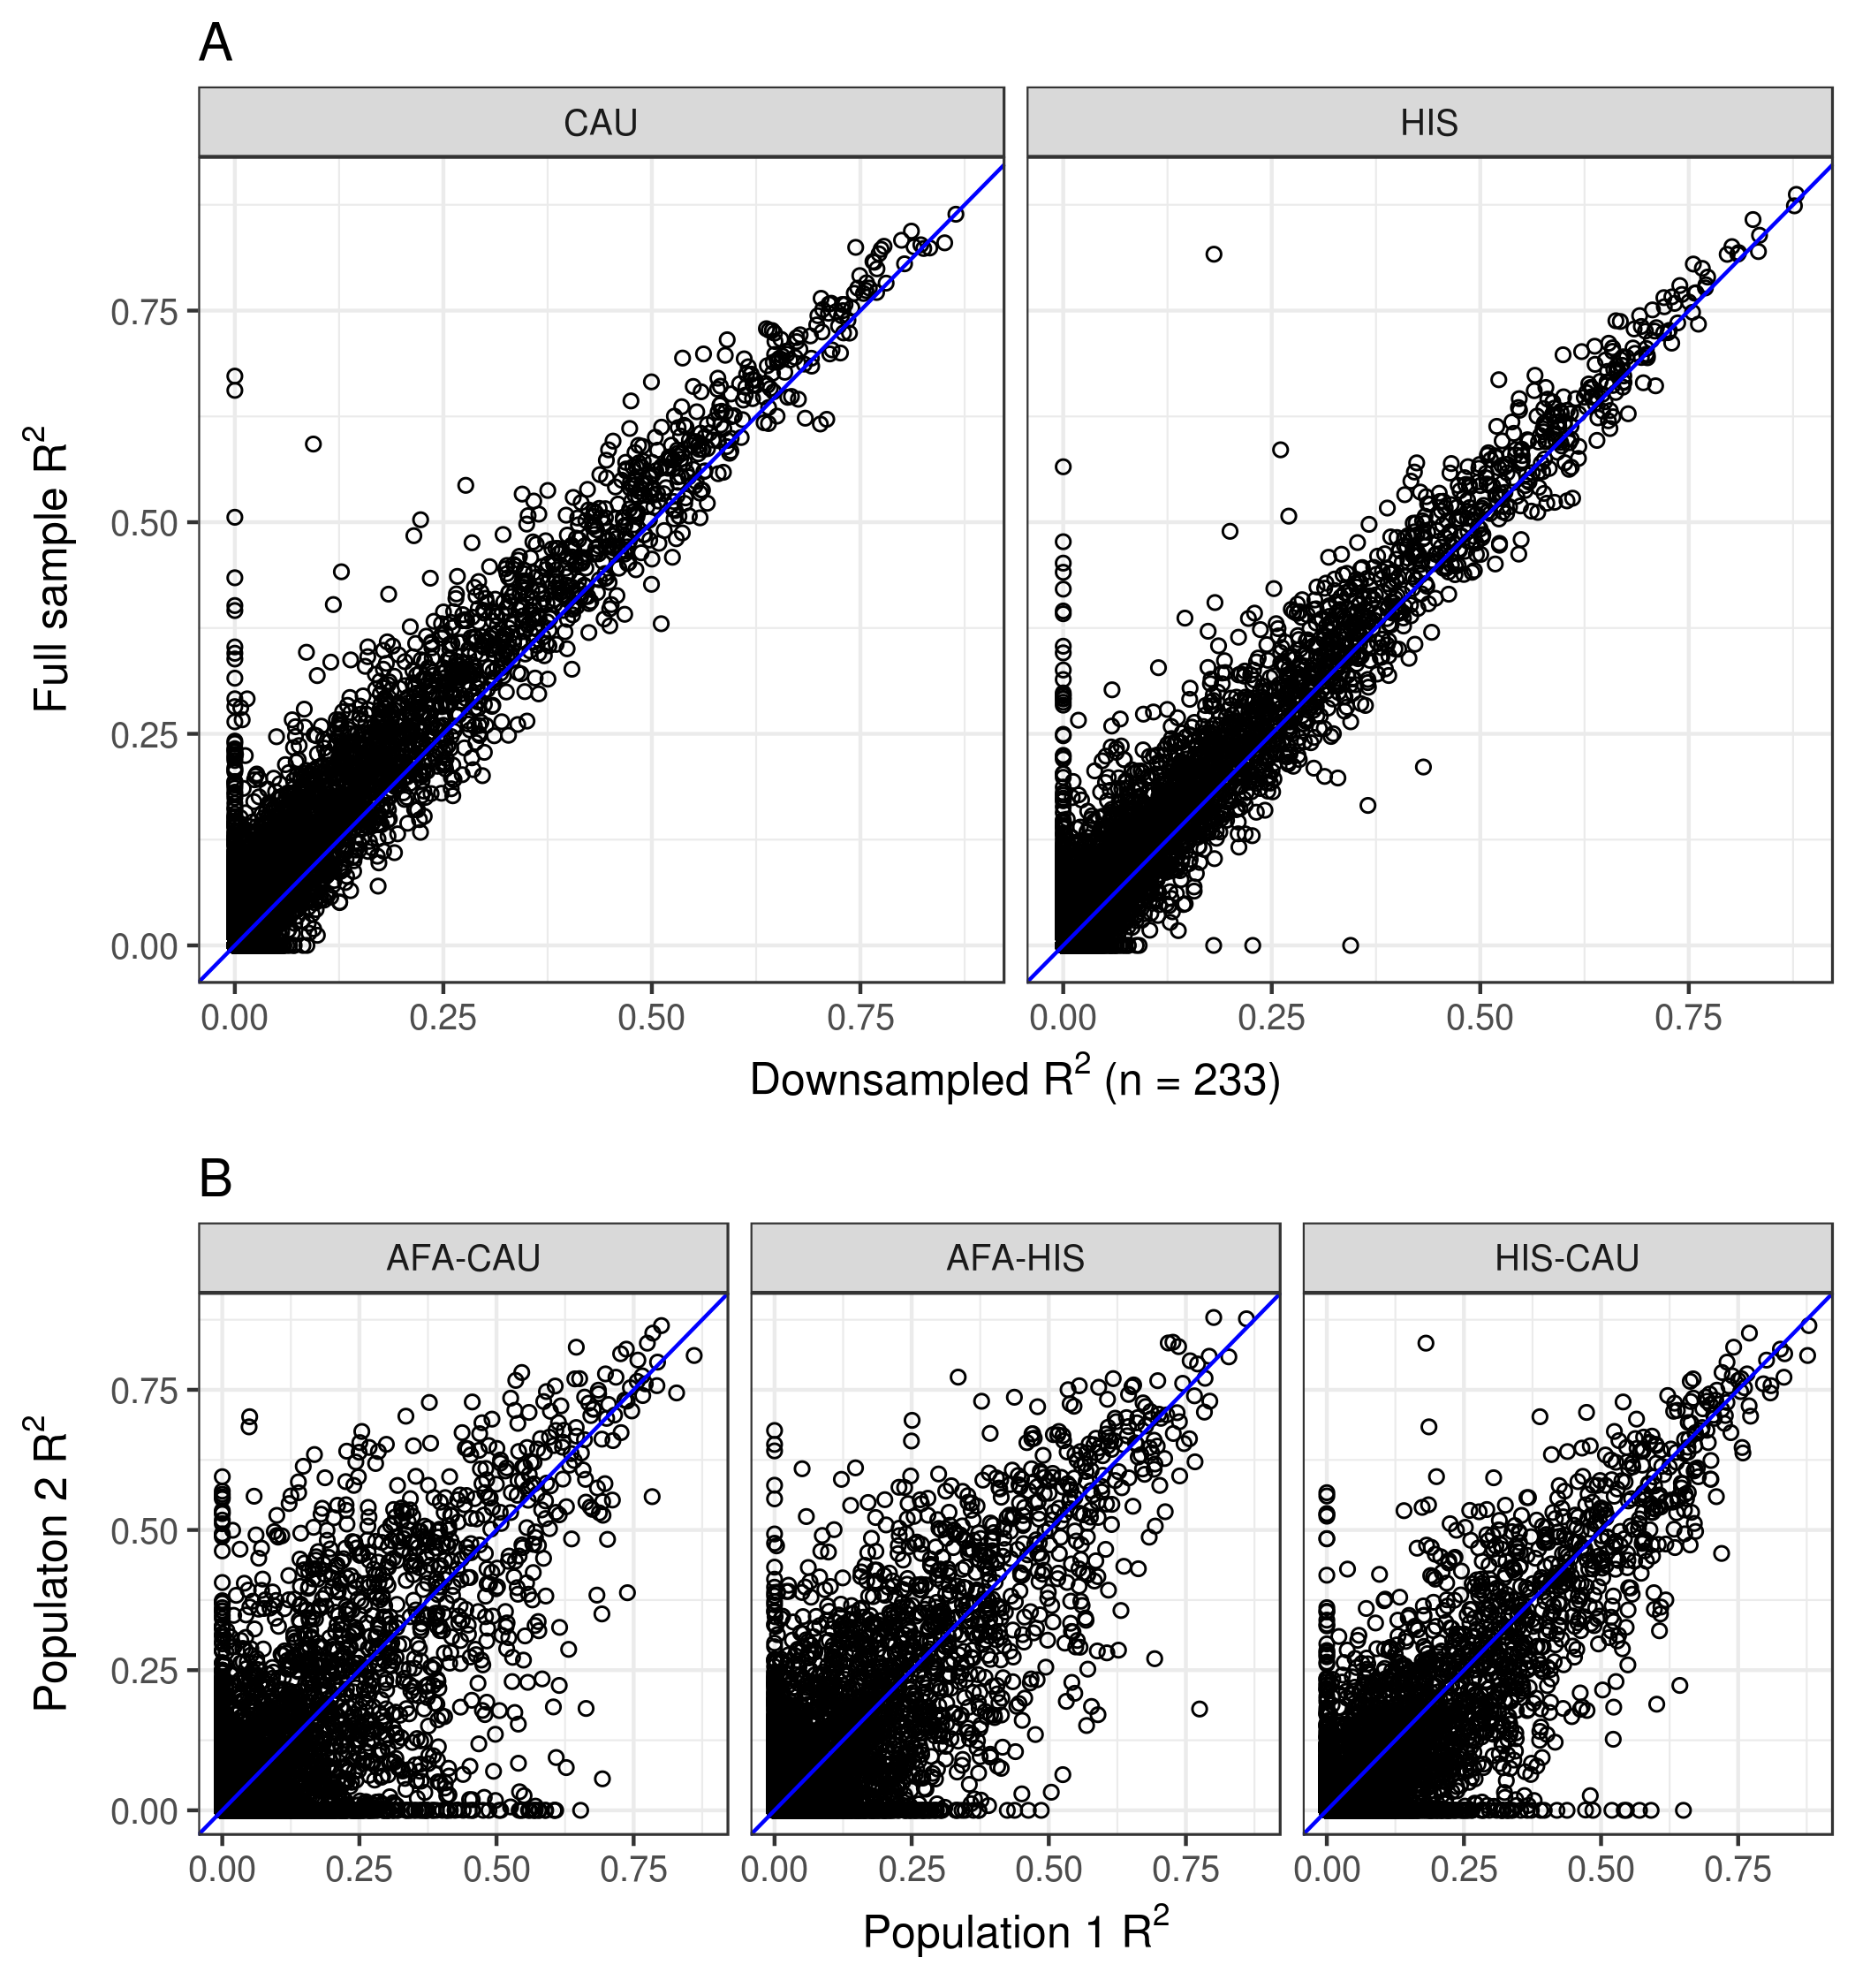 A
CAU HIS
Full sample R²
0.75
0.50
0.25
0.00
0.00 0.25 0.50 0.75 0.00 0.25 0.50 0.75
Downsampled R² (n = 233)
B
AFA-CAU AFA-HIS HIS-CAU
Populaton 2 R²
0.75
0.50
0.25
0.00
0.00 0.25 0.50 0.75 0.00 0.25 0.50 0.75 0.00 0.25 0.50 0.75
Population 1 R²